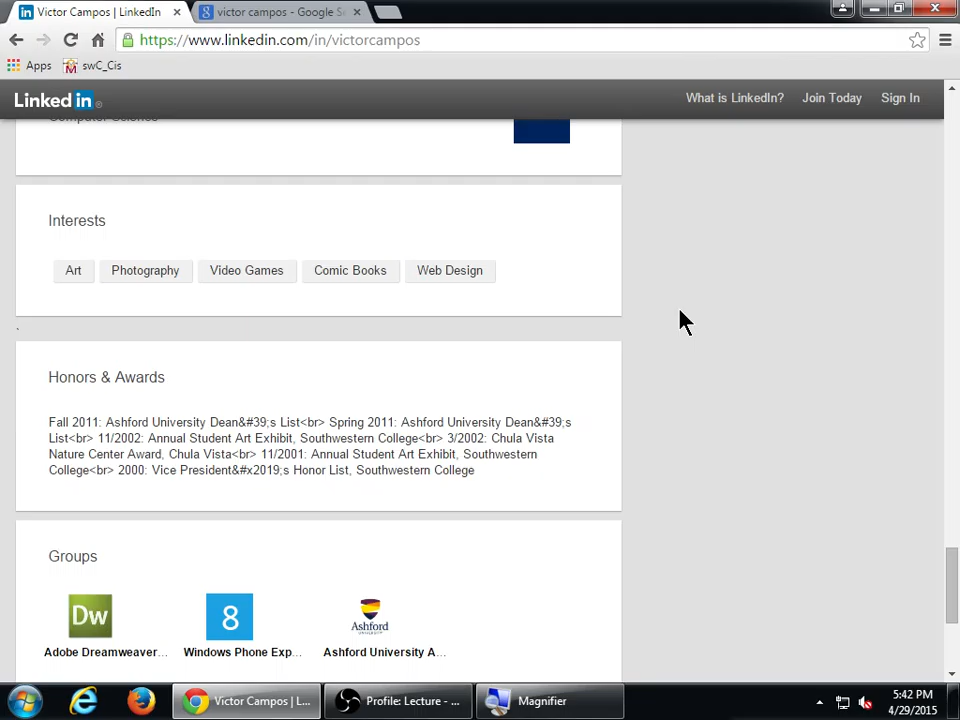 Victor Campos | LinkedIn
victor campos - Google Se
https://www.linkedin.com/in/victorcampos
Apps
swC_Cis
Linked in
What is LinkedIn?
Join Today
Sign In
Computer Science
Interests
Art
Photography
Video Games
Comic Books
Web Design
Honors & Awards
Fall 2011: Ashford University Dean&#39;s List<br> Spring 2011: Ashford University Dean&#39;s
List<br> 11/2002: Annual Student Art Exhibit, Southwestern College<br> 3/2002: Chula Vista
Nature Center Award, Chula Vista<br> 11/2001: Annual Student Art Exhibit, Southwestern
College<br> 2000: Vice President&#x2019;s Honor List, Southwestern College
Groups
Dw
8
Ashford
UNIVERSITY
Adobe Dreamweaver...
Windows Phone Exp...
Ashford University A...
Victor Campos | L...
Profile: Lecture - ...
Magnifier
5:42 PM
4/29/2015